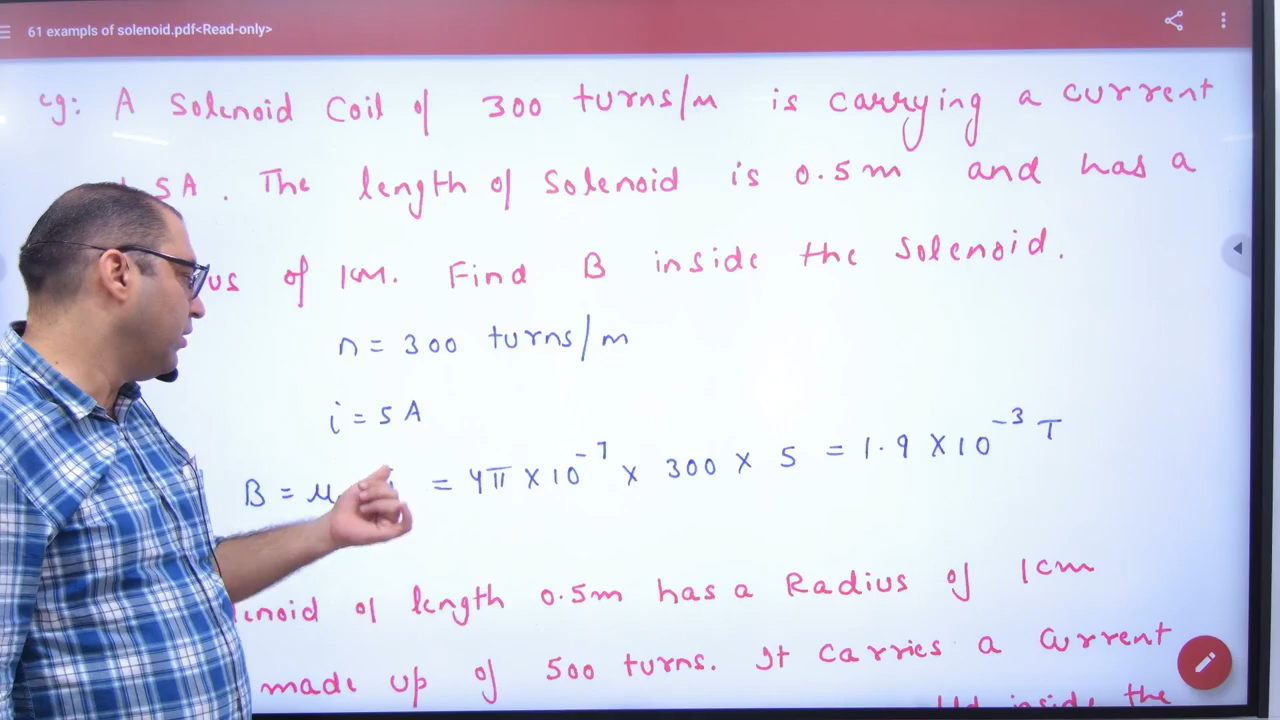 61 exampls of solenoid.pdf<Read-only>
eg: A Solenoid Coil of 300 turns/m is carrying a current
5A. The length of Solenoid is 0.5m and has a
us of 1cm. Find B inside the Solenoid.
n = 300 turns/m
i = 5 A
B = μ = 4π × 10⁻⁷ × 300 × 5 = 1.9 × 10⁻³ T
enoid of length 0.5m has a Radius of 1cm
made up of 500 turns. It carries a current
inside the